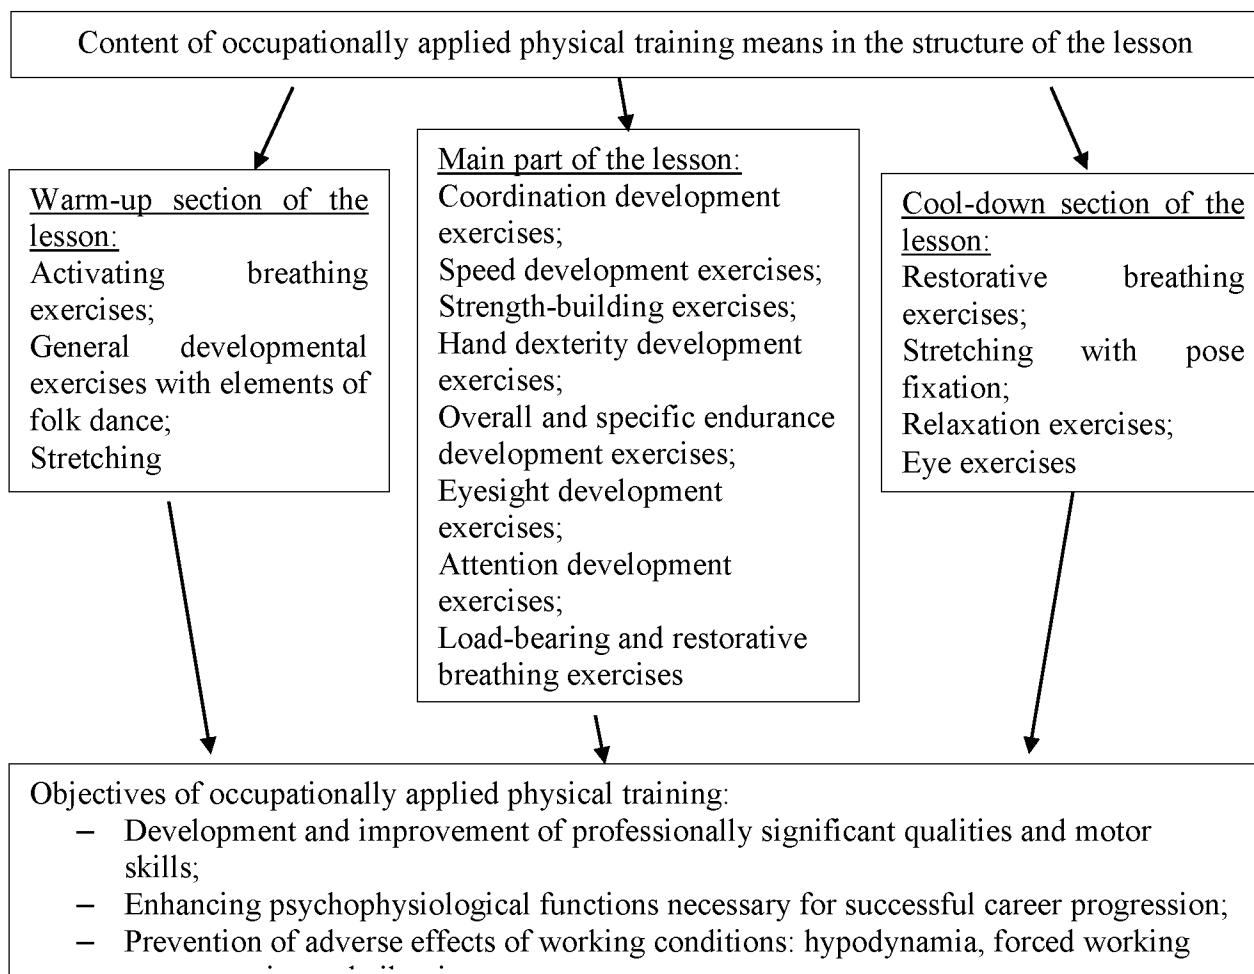 Content of occupationally applied physical training means in the structure of the lesson
Warm-up section of the
lesson:
Activating breathing
exercises;
General developmental
exercises with elements of
folk dance;
Stretching
Main part of the lesson:
Coordination development
exercises;
Speed development exercises;
Strength-building exercises;
Hand dexterity development
exercises;
Overall and specific endurance
development exercises;
Eyesight development
exercises;
Attention development
exercises;
Load-bearing and restorative
breathing exercises
Cool-down section of the
lesson:
Restorative breathing
exercises;
Stretching with pose
fixation;
Relaxation exercises;
Eye exercises
Objectives of occupationally applied physical training:
– Development and improvement of professionally significant qualities and motor
skills;
– Enhancing psychophysiological functions necessary for successful career progression;
– Prevention of adverse effects of working conditions: hypodynamia, forced working